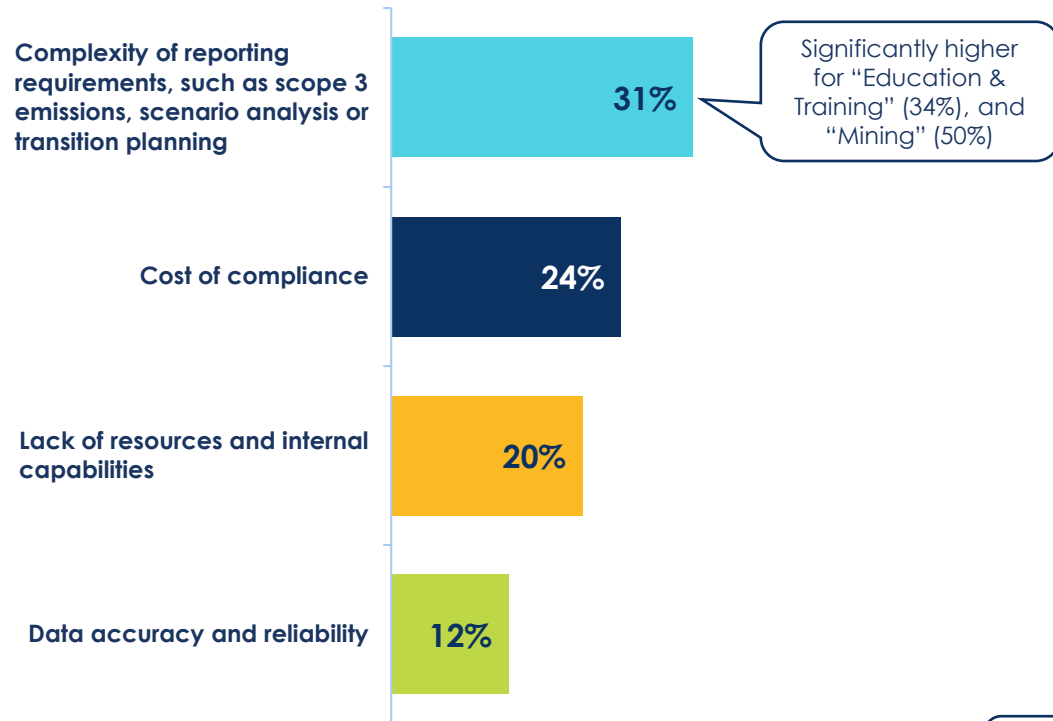 Complexity of reporting
requirements, such as scope 3
emissions, scenario analysis or
transition planning
31%
Significantly higher
for “Education &
Training” (34%), and
“Mining” (50%)
Cost of compliance
24%
Lack of resources and internal
capabilities
20%
Data accuracy and reliability
12%